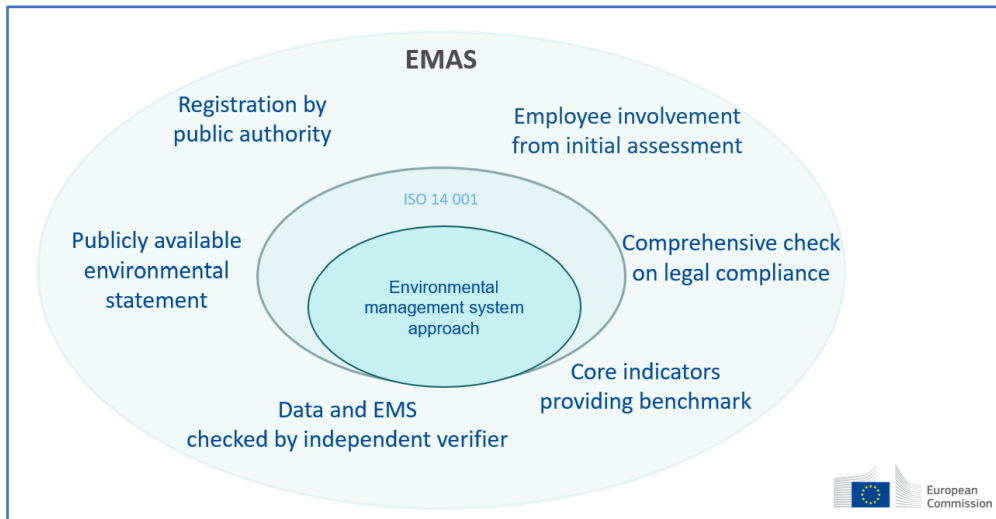 EMAS
Registration by
public authority
Employee involvement
from initial assessment
ISO 14 001
Publicly available
environmental
statement
Comprehensive check
on legal compliance
Environmental
management system
approach
Core indicators
providing benchmark
Data and EMS
checked by independent verifier
European
Commission